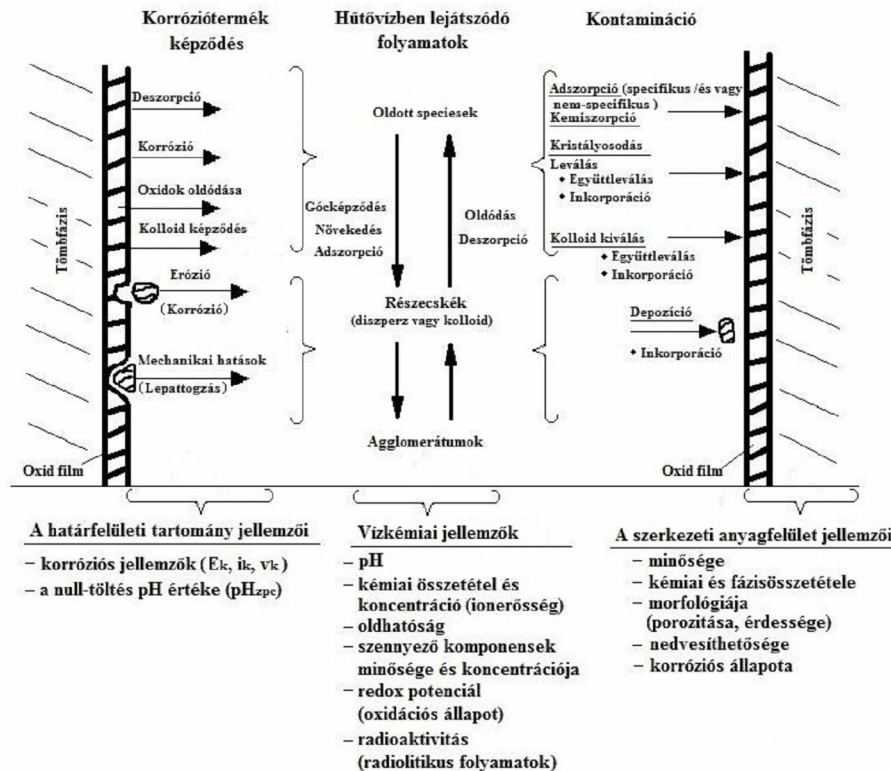 Korróziótermék
képződés
Hűtővízben lejátszódó
folyamatok
Kontamináció
Tömbfázis
Deszorpció
Korrózió
Oxidok oldódása
Kolloid képződés
Erózió
(Korrózió)
Mechanikai hatások
(Lepattogzás)
Oxid film
Oldott speciesek
Gócképződés
Növekedés
Adszorpció
Oldódás
Deszorpció
Részecskék
(diszperz vagy kolloid)
Agglomerátumok
Adszorpció (specifikus /és vagy
nem-specifikus )
Kemiszorpció
Kristályosodás
Leválás
◆ Együttleválás
◆ Inkorporáció
Kolloid kiválás
◆ Együttleválás
◆ Inkorporáció
Depozíció
◆ Inkorporáció
Tömbfázis
Oxid film
A határfelületi tartomány jellemzői
– korróziós jellemzők (Ek, ik, vk )
– a null-töltés pH értéke (pHzpc)
Vízkémiai jellemzők
– pH
– kémiai összetétel és
koncentráció (ionerősség)
– oldhatóság
– szennyező komponensek
minősége és koncentrációja
– redox potenciál
(oxidációs állapot)
– radioaktivitás
(radiolitikus folyamatok)
A szerkezeti anyagfelület jellemzői
– minősége
– kémiai és fázisösszetétele
– morfológiája
(porozitása, érdessége)
– nedvesíthetősége
– korróziós állapota